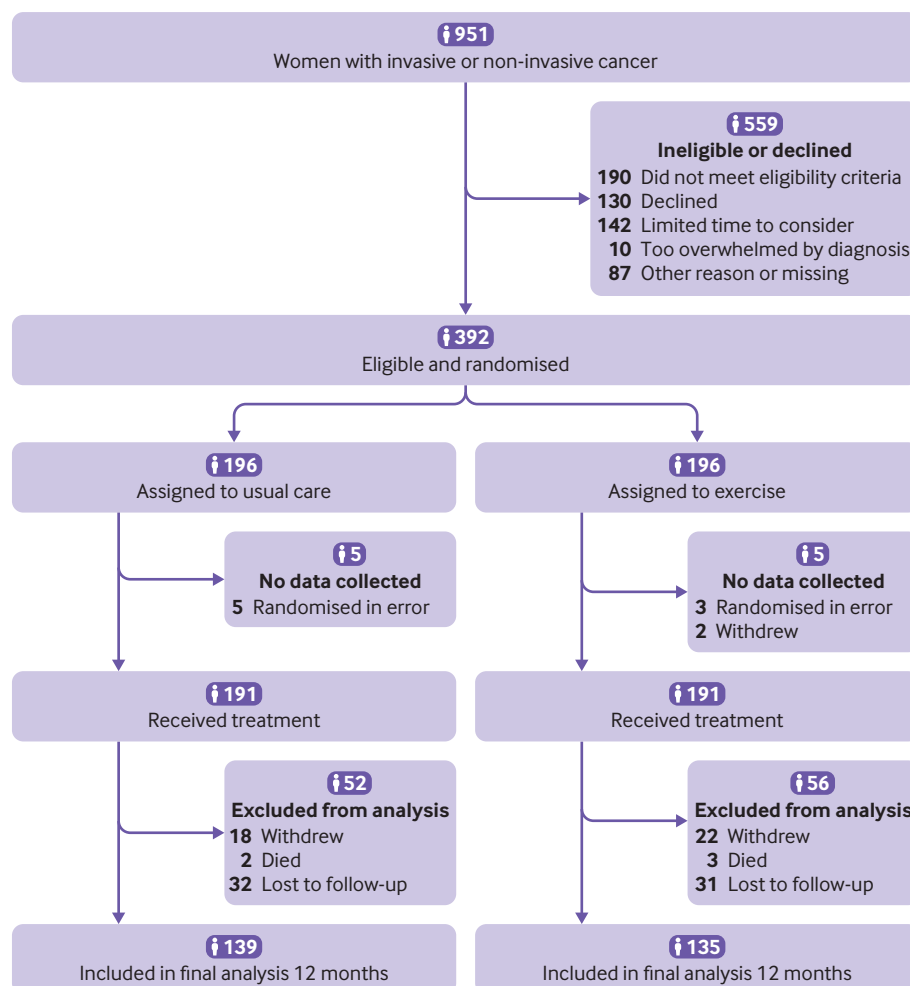 951
Women with invasive or non-invasive cancer
559
Ineligible or declined
190 Did not meet eligibility criteria
130 Declined
142 Limited time to consider
10 Too overwhelmed by diagnosis
87 Other reason or missing
392
Eligible and randomised
196
Assigned to usual care
196
Assigned to exercise
5
No data collected
5 Randomised in error
5
No data collected
3 Randomised in error
2 Withdrew
191
Received treatment
191
Received treatment
52
Excluded from analysis
18 Withdrew
2 Died
32 Lost to follow-up
56
Excluded from analysis
22 Withdrew
3 Died
31 Lost to follow-up
139
Included in final analysis 12 months
135
Included in final analysis 12 months